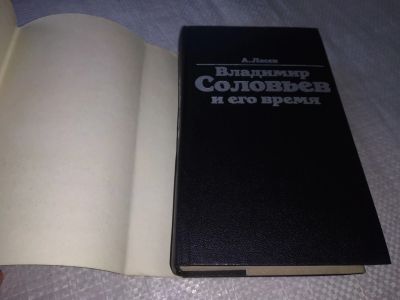 А. Лосев
Владимир
Соловьев
и его время